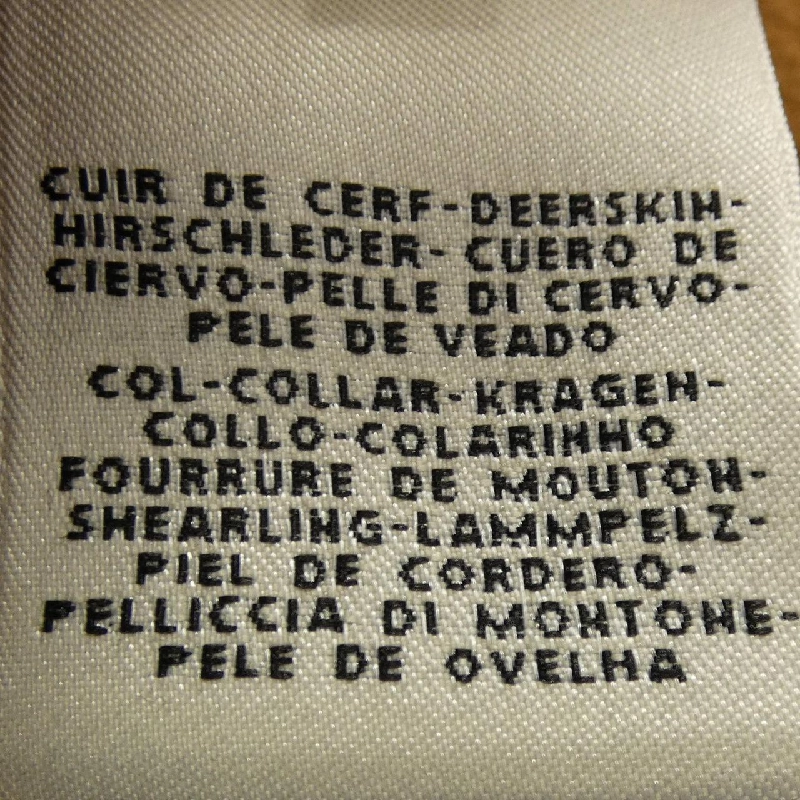 CUIR DE CERF-DEERSKIN-
HIRSCHLEDER-CUERO DE
CIERVO-PELLE DI CERVO-
PELE DE VEADO
COL-COLLAR-KRAGEN-
COLLO-COLARINHO
FOURRURE DE MOUTON-
SHEARLING-LAMMPELZ-
PIEL DE CORDERO-
PELLICCIA DI MONTONE-
PELE DE OVELHA